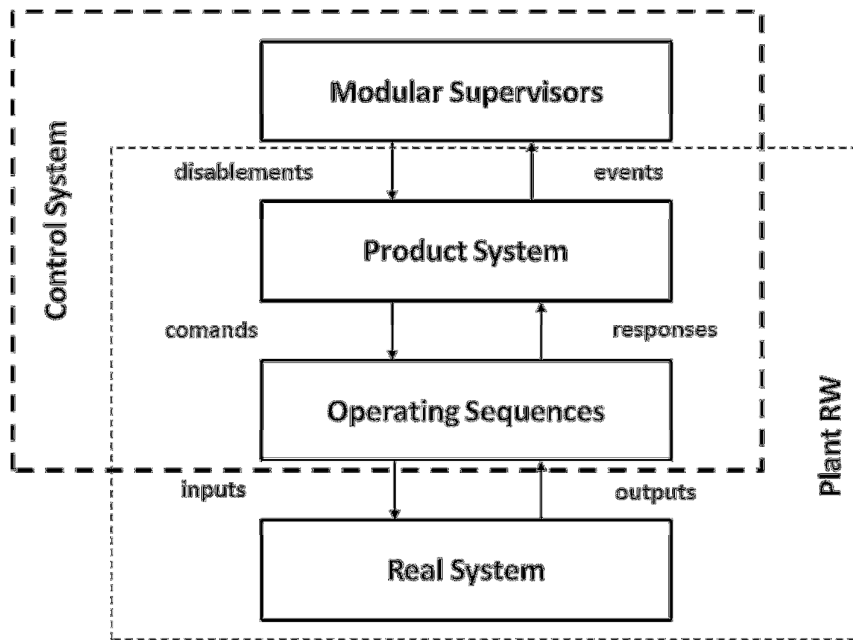 Modular Supervisors
disablements
events
Control System
Product System
comands
responses
Operating Sequences
Plant RW
inputs
outputs
Real System